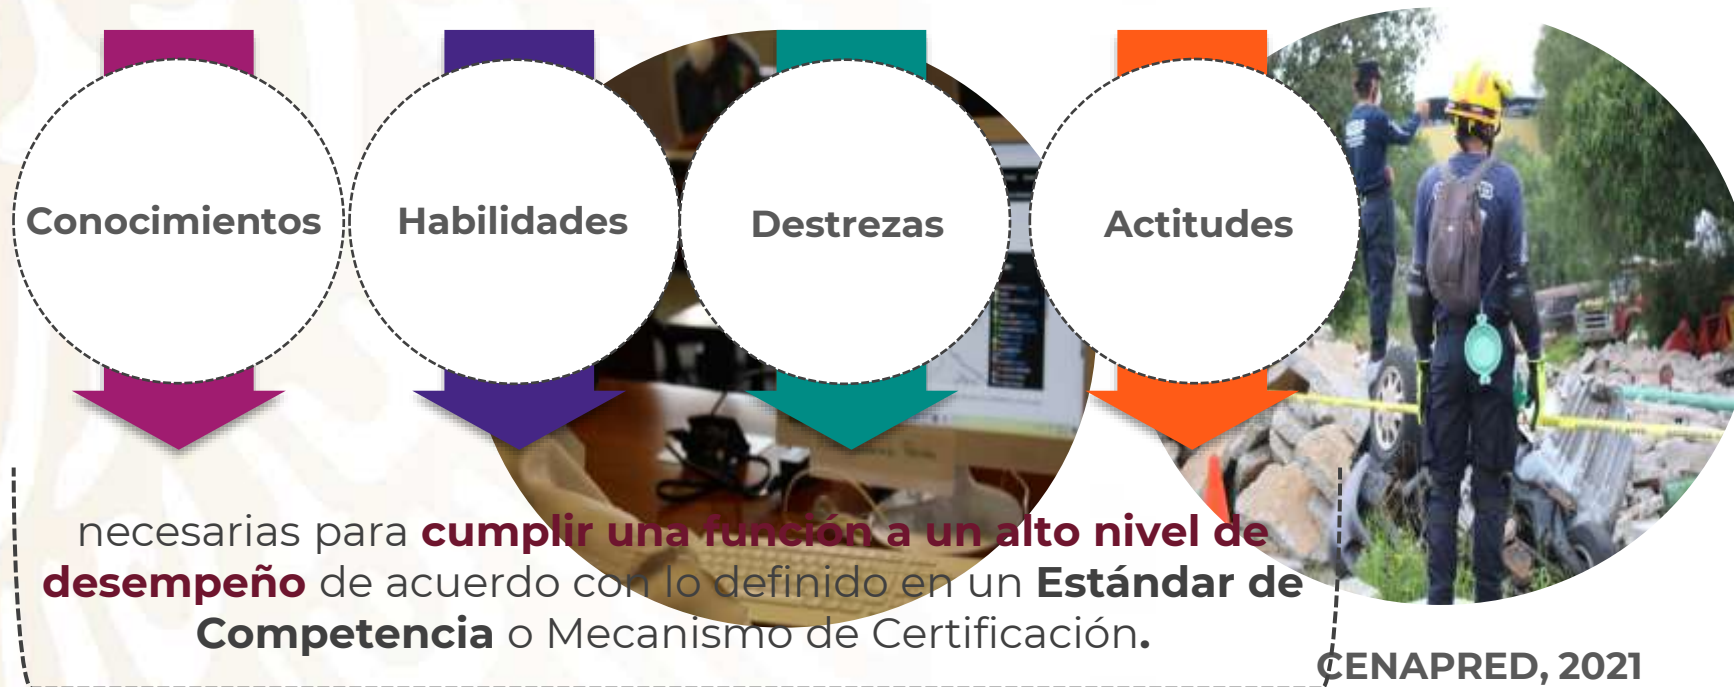 Conocimientos
Habilidades
Destrezas
Actitudes
necesarias para cumplir una función a un alto nivel de
desempeño de acuerdo con lo definido en un Estándar de
Competencia o Mecanismo de Certificación.
CENAPRED, 2021